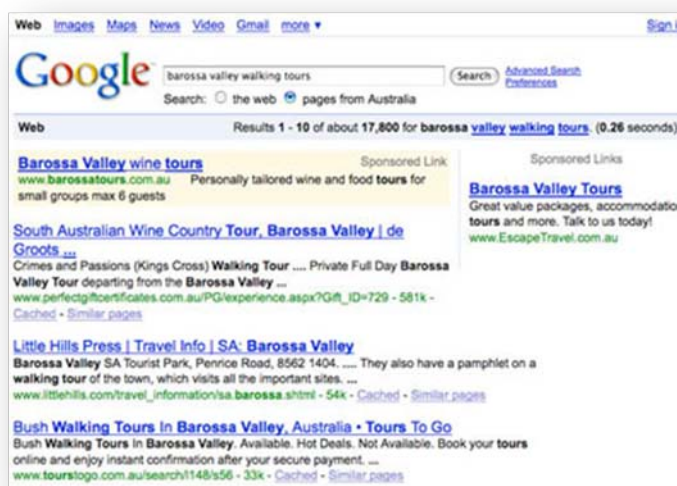 Web Images Maps News Video Gmail more ▼ Sign
Google
barossa valley walking tours Search Advanced Search
Preferences
Search: the web pages from Australia
Web Results 1 - 10 of about 17,800 for barossa valley walking tours. (0.26 seconds)
Barossa Valley wine tours Sponsored Link
www.barossatours.com.au Personally tailored wine and food tours for
small groups max 6 guests
Sponsored Links
Barossa Valley Tours
Great value packages, accommodatio
tours and more. Talk to us today!
www.EscapeTravel.com.au
South Australian Wine Country Tour, Barossa Valley | de
Groots ...
Crimes and Passions (Kings Cross) Walking Tour .... Private Full Day Barossa
Valley Tour departing from the Barossa Valley ...
www.perfectgiftcertificates.com.au/PG/experience.aspx?Gift_ID=729 - 581k -
Cached - Similar pages
Little Hills Press | Travel Info | SA: Barossa Valley
Barossa Valley SA Tourist Park, Penrice Road, 8562 1404. .... They also have a pamphlet on a
walking tour of the town, which visits all the important sites. ...
www.littlehills.com/travel_information/sa.barossa.shtml - 54k - Cached - Similar pages
Bush Walking Tours In Barossa Valley, Australia • Tours To Go
Bush Walking Tours In Barossa Valley. Available. Hot Deals. Not Available. Book your tours
online and enjoy instant confirmation after your secure payment. ...
www.tourstogo.com.au/search/l148/s56 - 33k - Cached - Similar pages